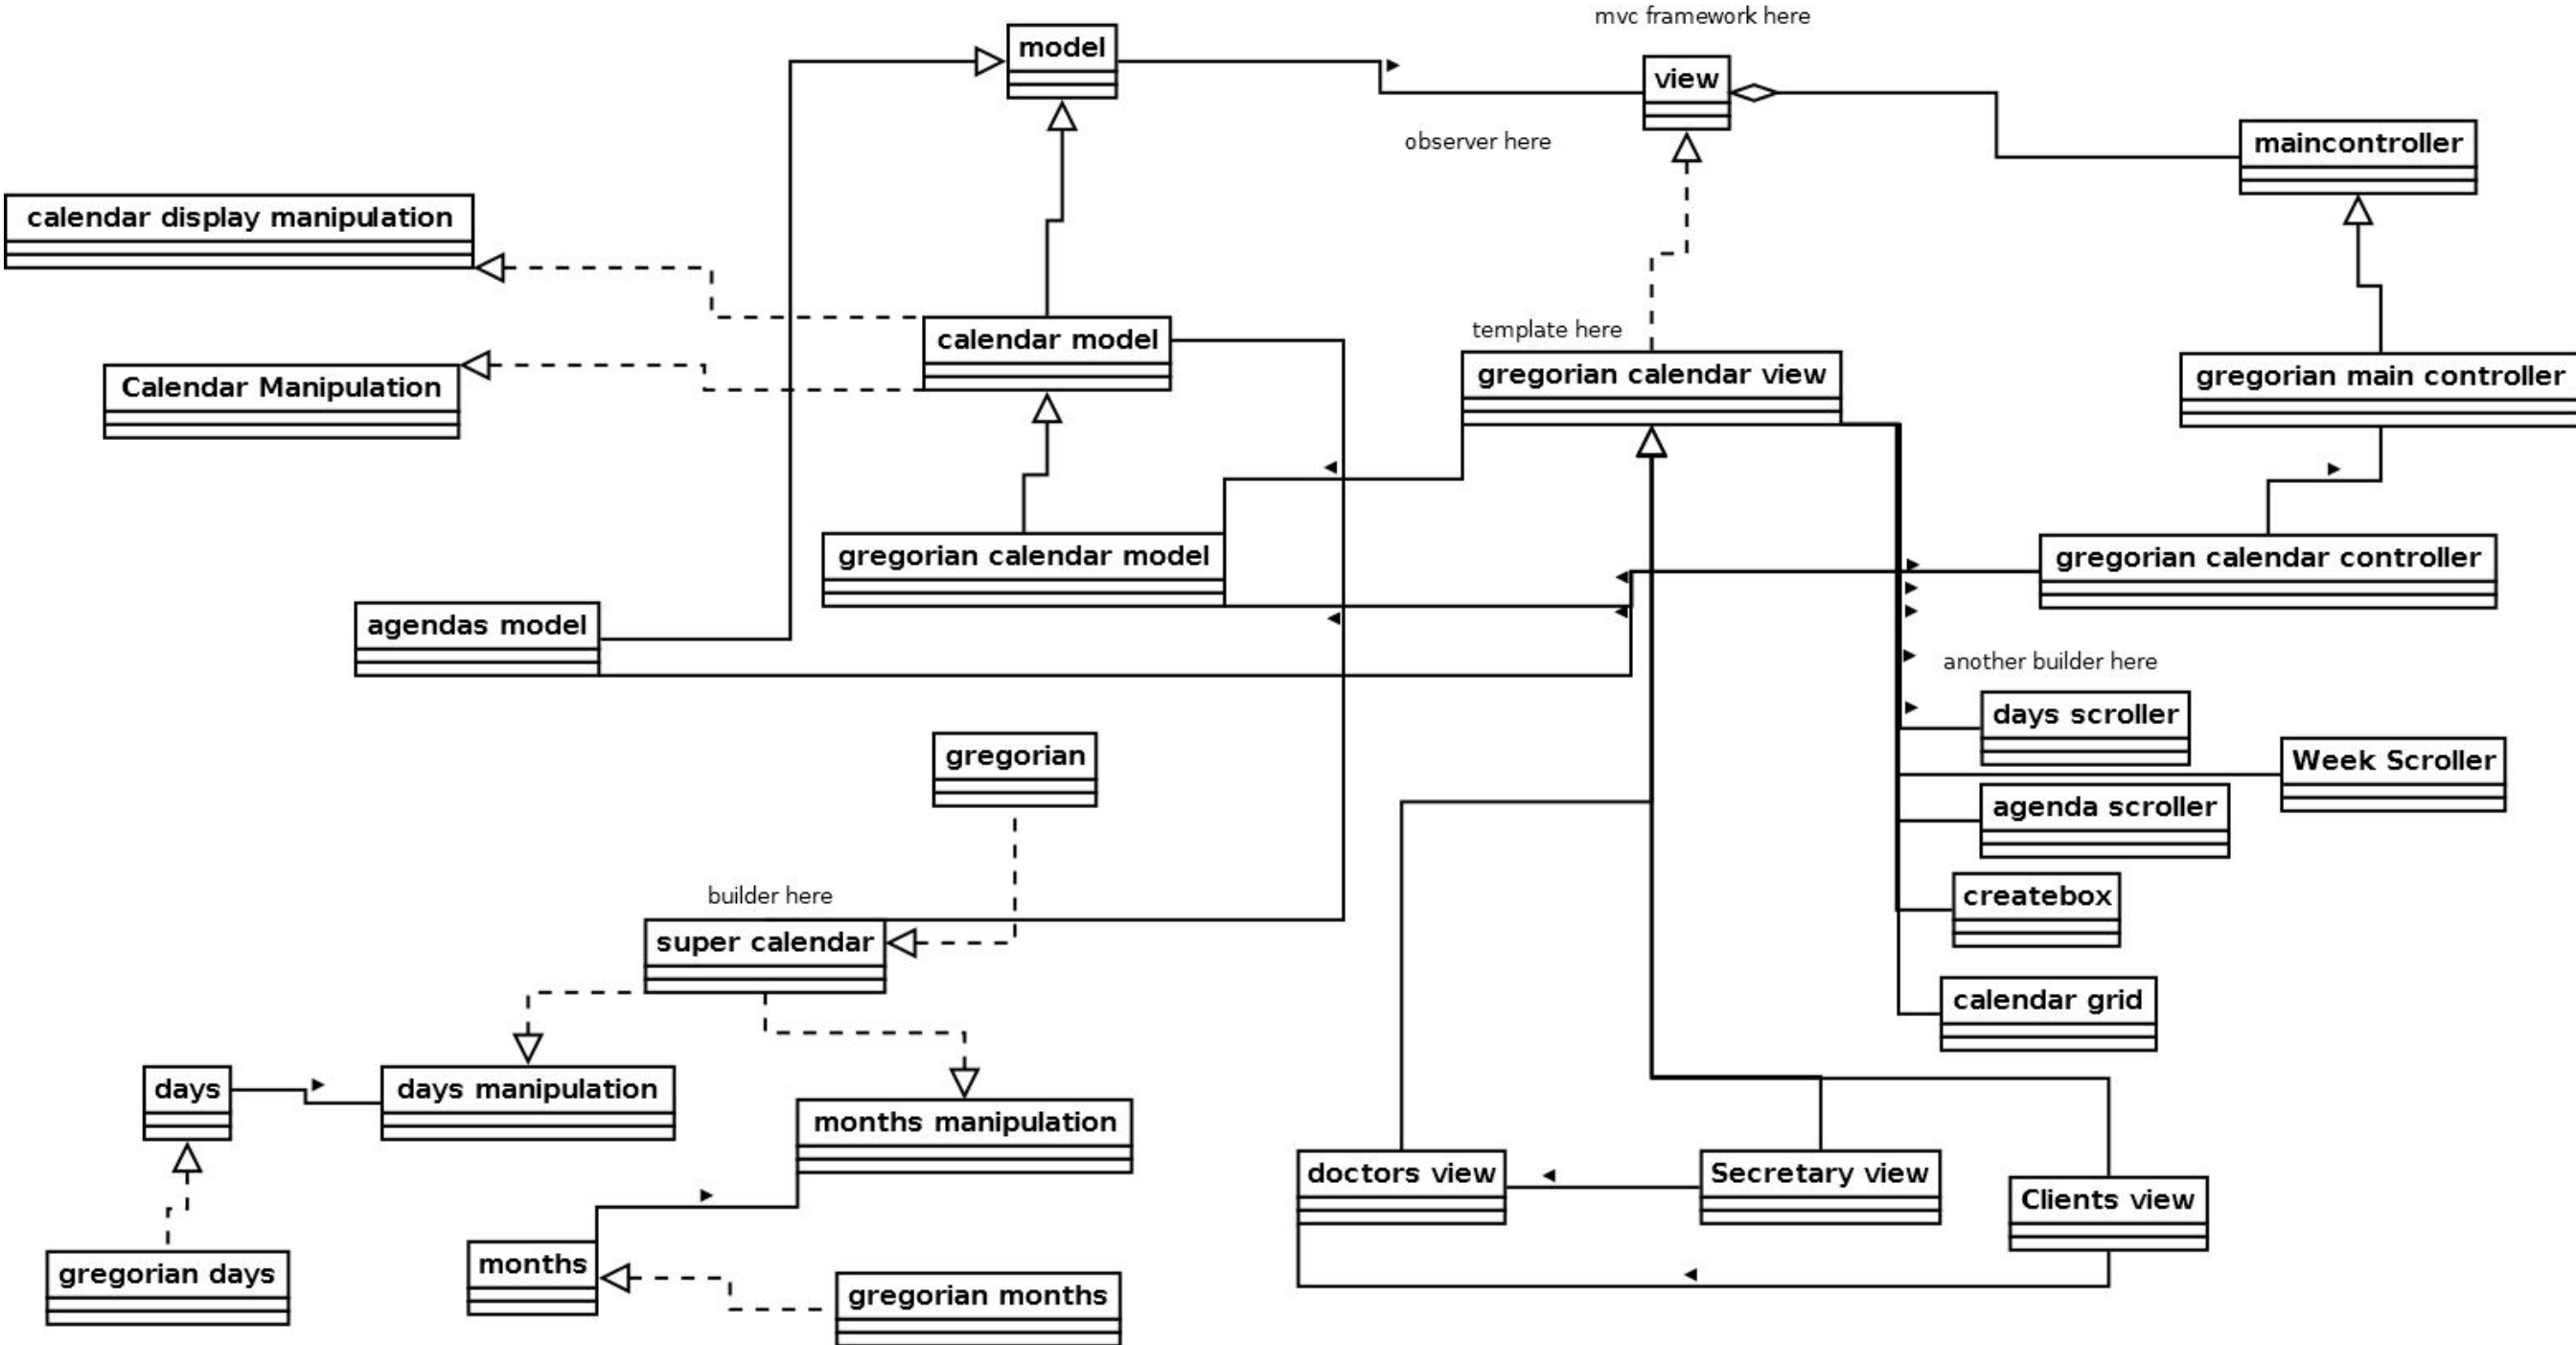 mvc framework here
model
view
observer here
maincontroller
calendar display manipulation
template here
calendar model
gregorian calendar view
gregorian main controller
Calendar Manipulation
gregorian calendar model
gregorian calendar controller
agendas model
another builder here
days scroller
gregorian
Week Scroller
agenda scroller
builder here
createbox
super calendar
calendar grid
days
days manipulation
months manipulation
doctors view
Secretary view
Clients view
gregorian days
months
gregorian months